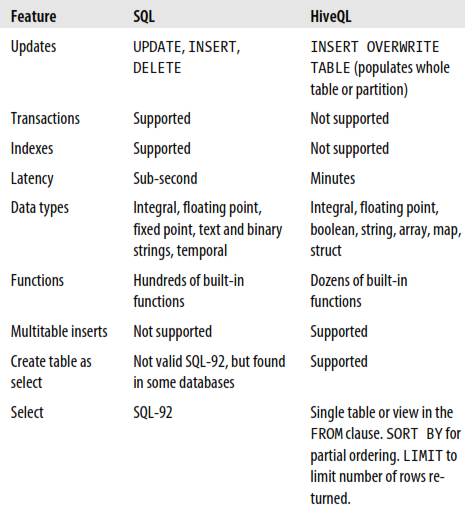 Feature SQL HiveQL
Updates UPDATE, INSERT, INSERT OVERWRITE
DELETE TABLE (populates whole
table or partition)
Transactions Supported Not supported
Indexes Supported Not supported
Latency Sub-second Minutes
Data types Integral, floating point, Integral, floating point,
fixed point, text and binary boolean, string, array, map,
strings, temporal struct
Functions Hundreds of built-in Dozens of built-in
functions functions
Multitable inserts Not supported Supported
Create table as Not valid SQL-92, but found Supported
select in some databases
Select SQL-92 Single table or view in the
FROM clause. SORT BY for
partial ordering. LIMIT to
limit number of rows re-
turned.